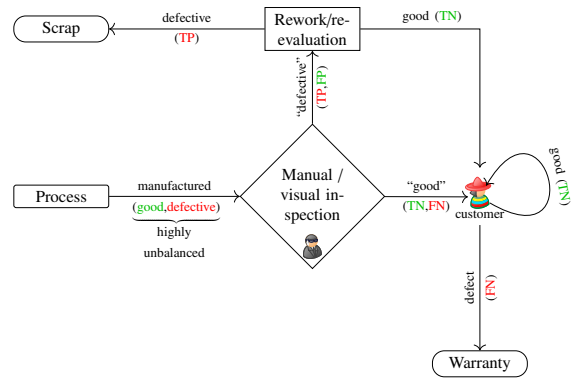 Scrap
defective
(TP)
Rework/re-
evaluation
good (TN)
"defective"
(TP,FP)
Process
manufactured
(good,defective)
highly
unbalanced
Manual /
visual in-
spection
"good"
(TN,FN)
customer
good
(TN)
defect
(FN)
Warranty